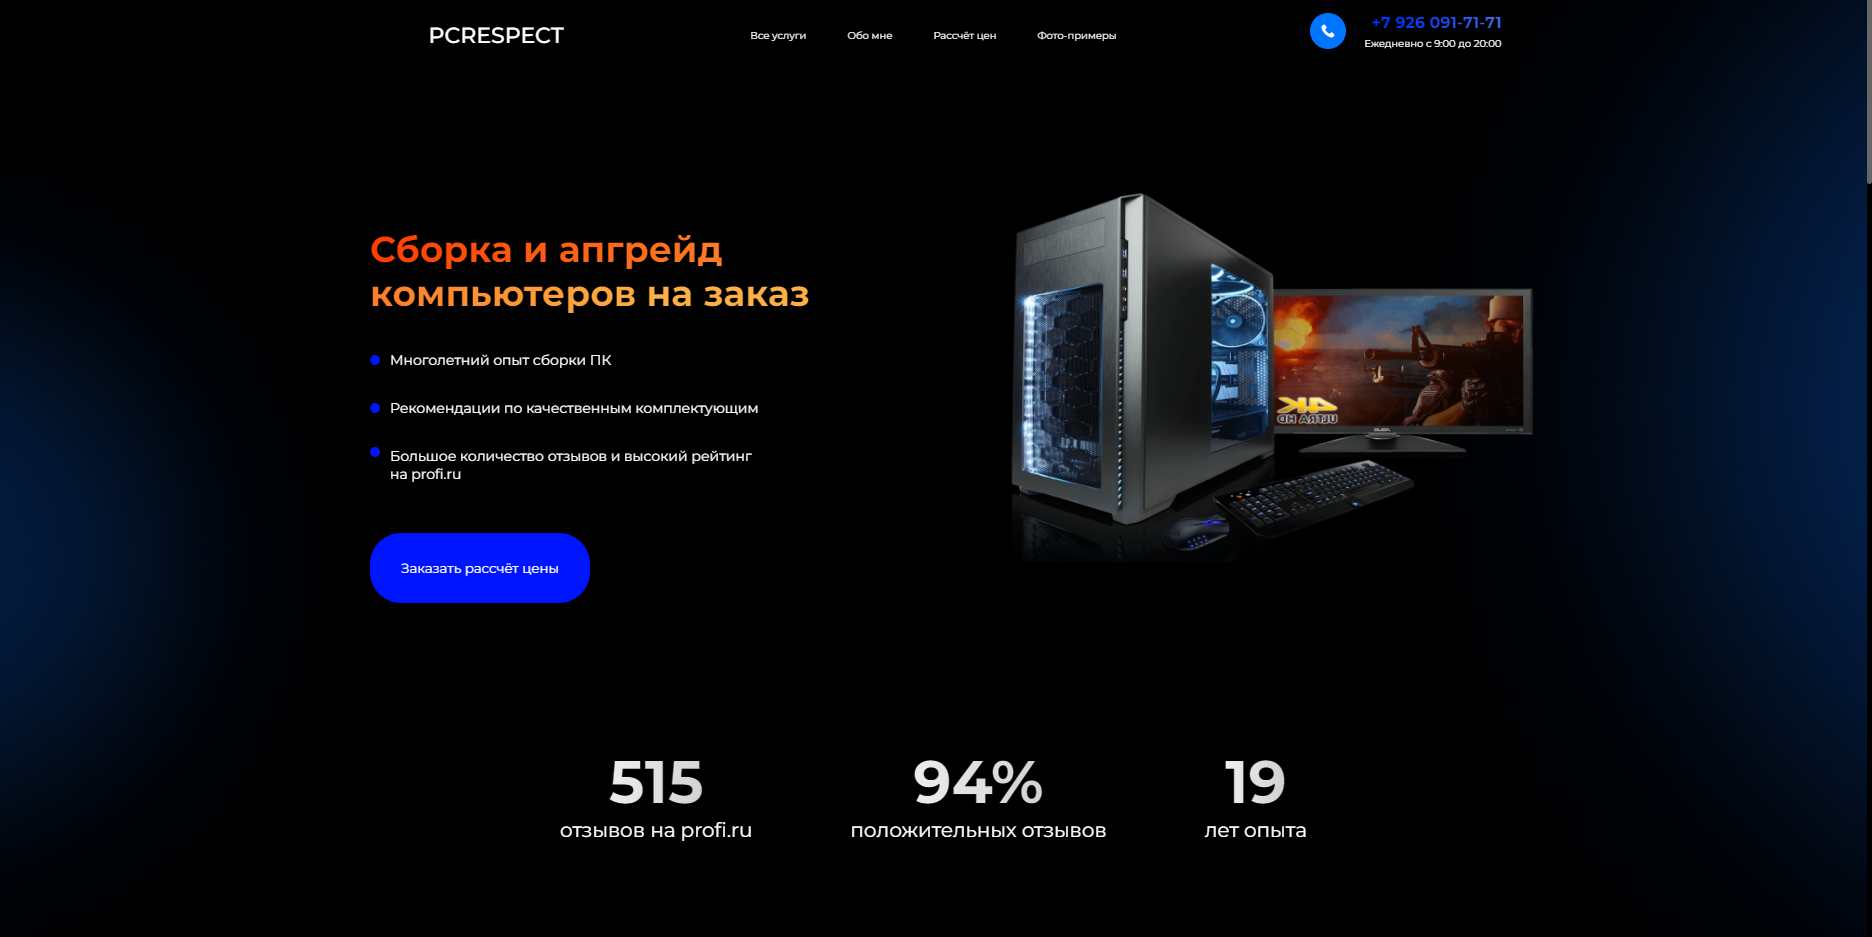 PCRESPECT
Все услуги
Обо мне
Рассчёт цен
Фото-примеры
+7 926 091-71-71
Ежедневно с 9:00 до 20:00
Сборка и апгрейд
компьютеров на заказ
Многолетний опыт сборки ПК
Рекомендации по качественным комплектующим
Большое количество отзывов и высокий рейтинг
на profi.ru
Заказать рассчёт цены
4K
ULTRA HD
515
94%
19
отзывов на profi.ru
положительных отзывов
лет опыта